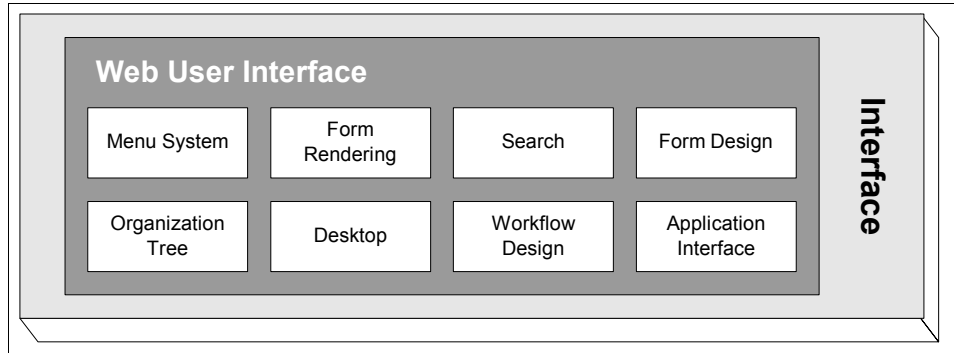 Web User Interface
Menu System
Form
Rendering
Search
Form Design
Organization
Tree
Desktop
Workflow
Design
Application
Interface
Interface